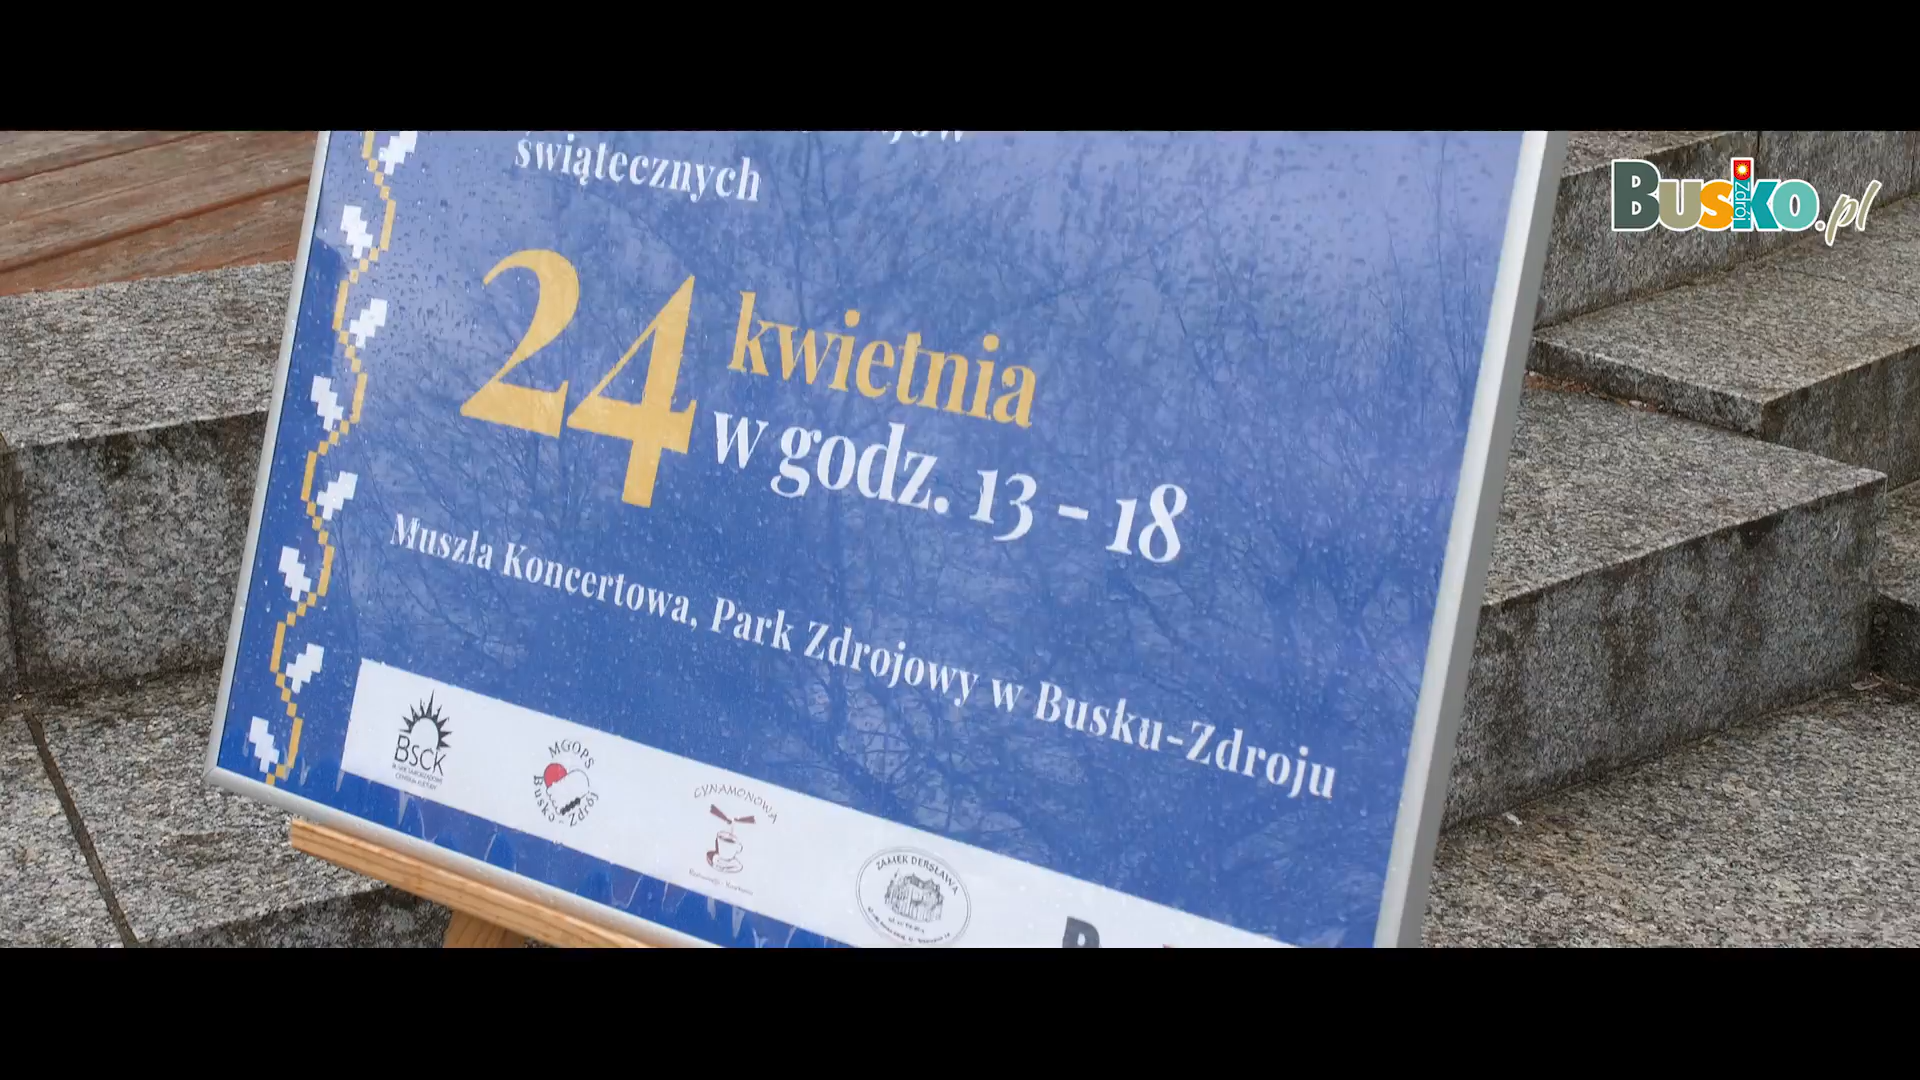 świątecznych
24 kwietnia
w godz. 13 - 18
Muszla Koncertowa, Park Zdrojowy w Busku-Zdroju
BSCK
MGOPS
Busko-Zdrój
CYNAMONOWA
ZAMEK DERSŁAWA
Busko.pl
Zdrój